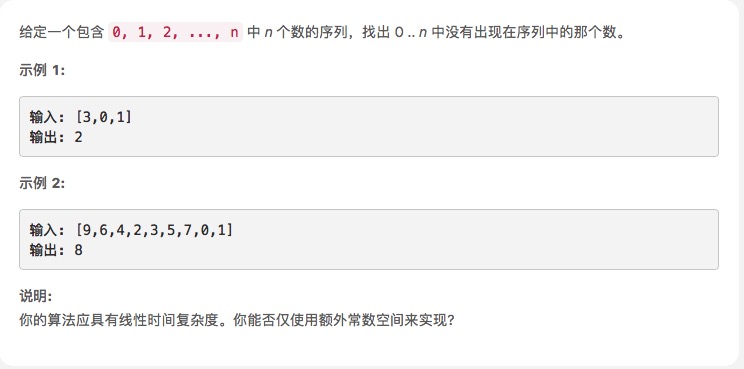 给定一个包含 0, 1, 2, ..., n 中 n 个数的序列，找出 0 .. n 中没有出现在序列中的那个数。
示例 1:
输入: [3,0,1]
输出: 2
示例 2:
输入: [9,6,4,2,3,5,7,0,1]
输出: 8
说明:
你的算法应具有线性时间复杂度。你能否仅使用额外常数空间来实现?